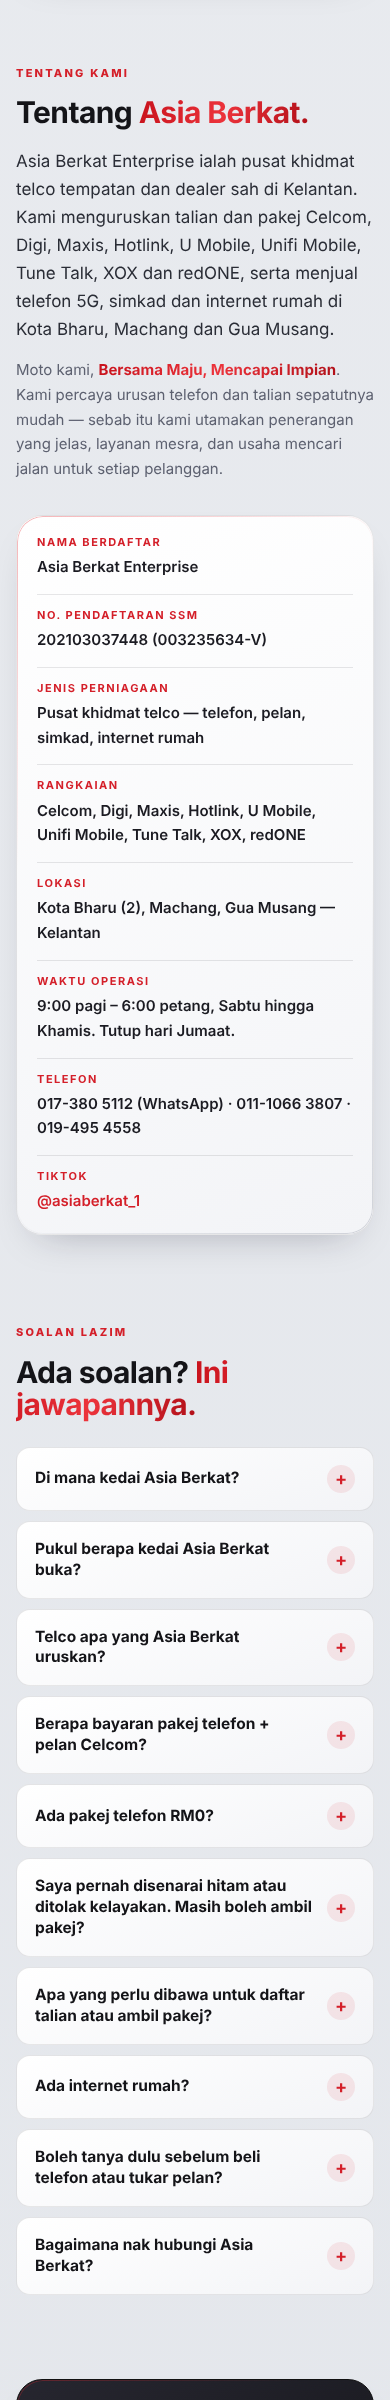 TENTANG KAMI
Tentang Asia Berkat.
Asia Berkat Enterprise ialah pusat khidmat
telco tempatan dan dealer sah di Kelantan.
Kami menguruskan talian dan pakej Celcom,
Digi, Maxis, Hotlink, U Mobile, Unifi Mobile,
Tune Talk, XOX dan redONE, serta menjual
telefon 5G, simkad dan internet rumah di
Kota Bharu, Machang dan Gua Musang.
Moto kami, Bersama Maju, Mencapai Impian.
Kami percaya urusan telefon dan talian sepatutnya
mudah — sebab itu kami utamakan penerangan
yang jelas, layanan mesra, dan usaha mencari
jalan untuk setiap pelanggan.
NAMA BERDAFTAR
Asia Berkat Enterprise
NO. PENDAFTARAN SSM
202103037448 (003235634-V)
JENIS PERNIAGAAN
Pusat khidmat telco — telefon, pelan,
simkad, internet rumah
RANGKAIAN
Celcom, Digi, Maxis, Hotlink, U Mobile,
Unifi Mobile, Tune Talk, XOX, redONE
LOKASI
Kota Bharu (2), Machang, Gua Musang —
Kelantan
WAKTU OPERASI
9:00 pagi – 6:00 petang, Sabtu hingga
Khamis. Tutup hari Jumaat.
TELEFON
017-380 5112 (WhatsApp) · 011-1066 3807 ·
019-495 4558
TIKTOK
@asiaberkat_1
SOALAN LAZIM
Ada soalan? Ini
jawapannya.
Di mana kedai Asia Berkat?
+
Pukul berapa kedai Asia Berkat
buka?
+
Telco apa yang Asia Berkat
uruskan?
+
Berapa bayaran pakej telefon +
pelan Celcom?
+
Ada pakej telefon RM0?
+
Saya pernah disenarai hitam atau
ditolak kelayakan. Masih boleh ambil
pakej?
+
Apa yang perlu dibawa untuk daftar
talian atau ambil pakej?
+
Ada internet rumah?
+
Boleh tanya dulu sebelum beli
telefon atau tukar pelan?
+
Bagaimana nak hubungi Asia
Berkat?
+